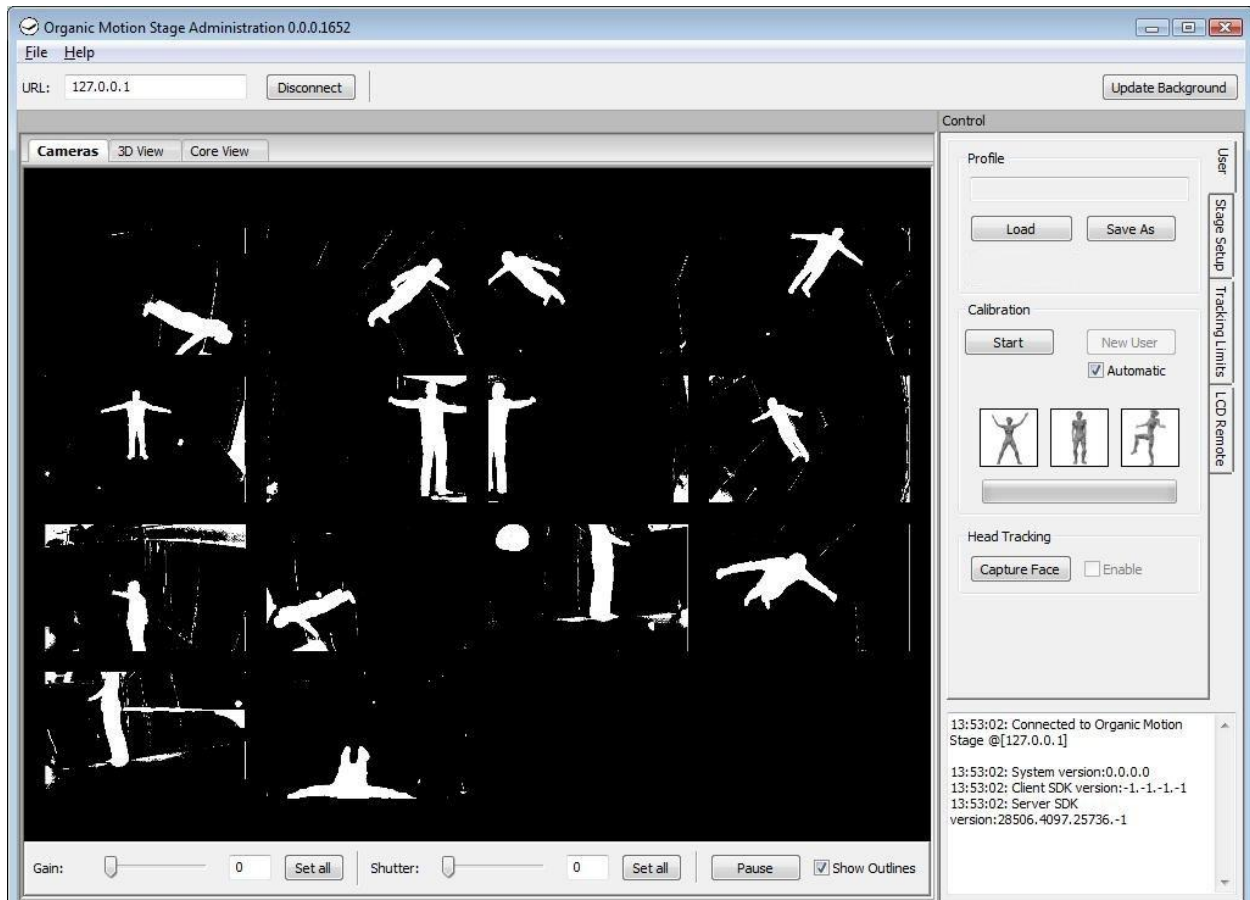 Organic Motion Stage Administration 0.0.0.1652
File Help
URL: 127.0.0.1 Disconnect Update Background
Control
Cameras 3D View Core View
User
Stage Setup
Tracking Limits
LCD Remote
Profile
Load Save As
Calibration
Start New User
Automatic
Head Tracking
Capture Face Enable
13:53:02: Connected to Organic Motion
Stage @[127.0.0.1]
13:53:02: System version:0.0.0.0
13:53:02: Client SDK version:-1.-1.-1.-1
13:53:02: Server SDK
version:28506.4097.25736.-1
Gain: 0 Set all Shutter: 0 Set all Pause Show Outlines